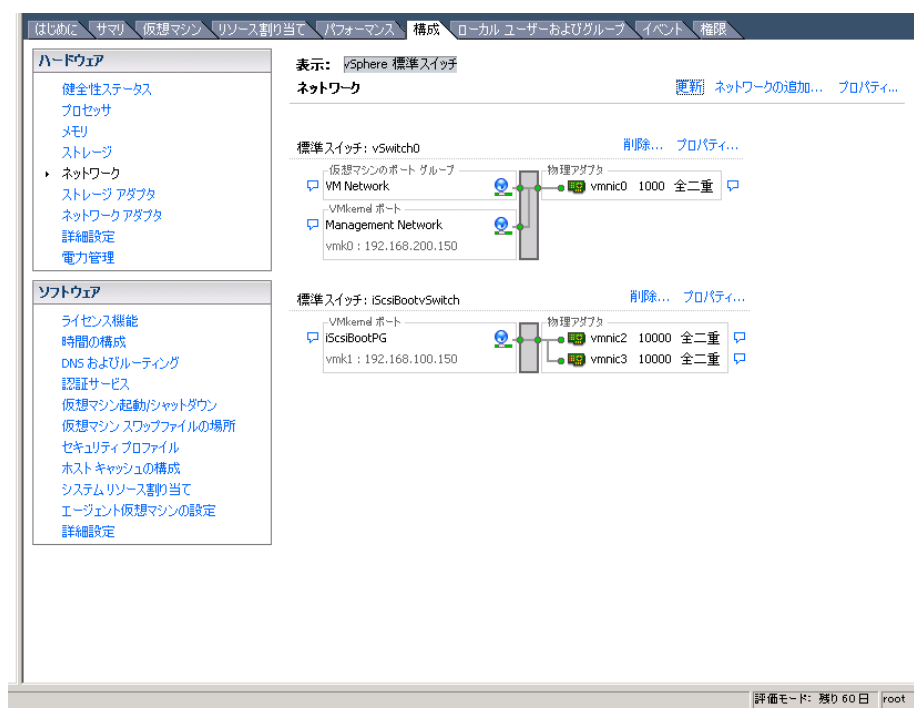 はじめに サマリ 仮想マシン リソース割り当て パフォーマンス 構成 ローカル ユーザーおよびグループ イベント 権限
ハードウェア
健全性ステータス
プロセッサ
メモリ
ストレージ
ネットワーク
ストレージ アダプタ
ネットワーク アダプタ
詳細設定
電力管理
ソフトウェア
ライセンス機能
時間の構成
DNS およびルーティング
認証サービス
仮想マシン起動/シャットダウン
仮想マシン スワップファイルの場所
セキュリティ プロファイル
ホスト キャッシュの構成
システム リソース割り当て
エージェント仮想マシンの設定
詳細設定
表示: vSphere 標準スイッチ
ネットワーク 更新 ネットワークの追加... プロパティ...
標準スイッチ: vSwitch0 削除... プロパティ...
仮想マシンのポート グループ 物理アダプタ
VM Network vmnic0 1000 全二重
VMkernel ポート
Management Network
vmk0 : 192.168.200.150
標準スイッチ: iScsiBootvSwitch 削除... プロパティ...
VMkernel ポート 物理アダプタ
iScsiBootPG vmnic2 10000 全二重
vmk1 : 192.168.100.150 vmnic3 10000 全二重
評価モード: 残り 60 日 root